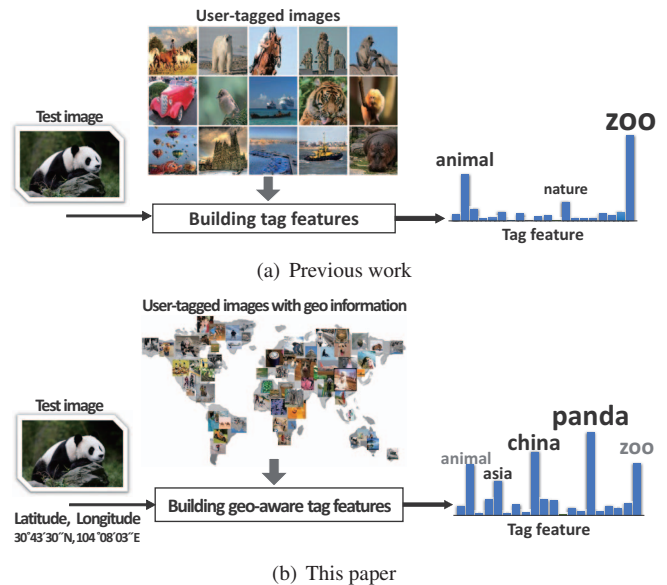 User-tagged images
Test image
zoo
animal
nature
Building tag features
Tag feature
(a) Previous work
User-tagged images with geo information
Test image
panda
china
zoo
animal
asia
Building geo-aware tag features
Latitude, Longitude
30°43'30''N, 104°08'03''E
Tag feature
(b) This paper